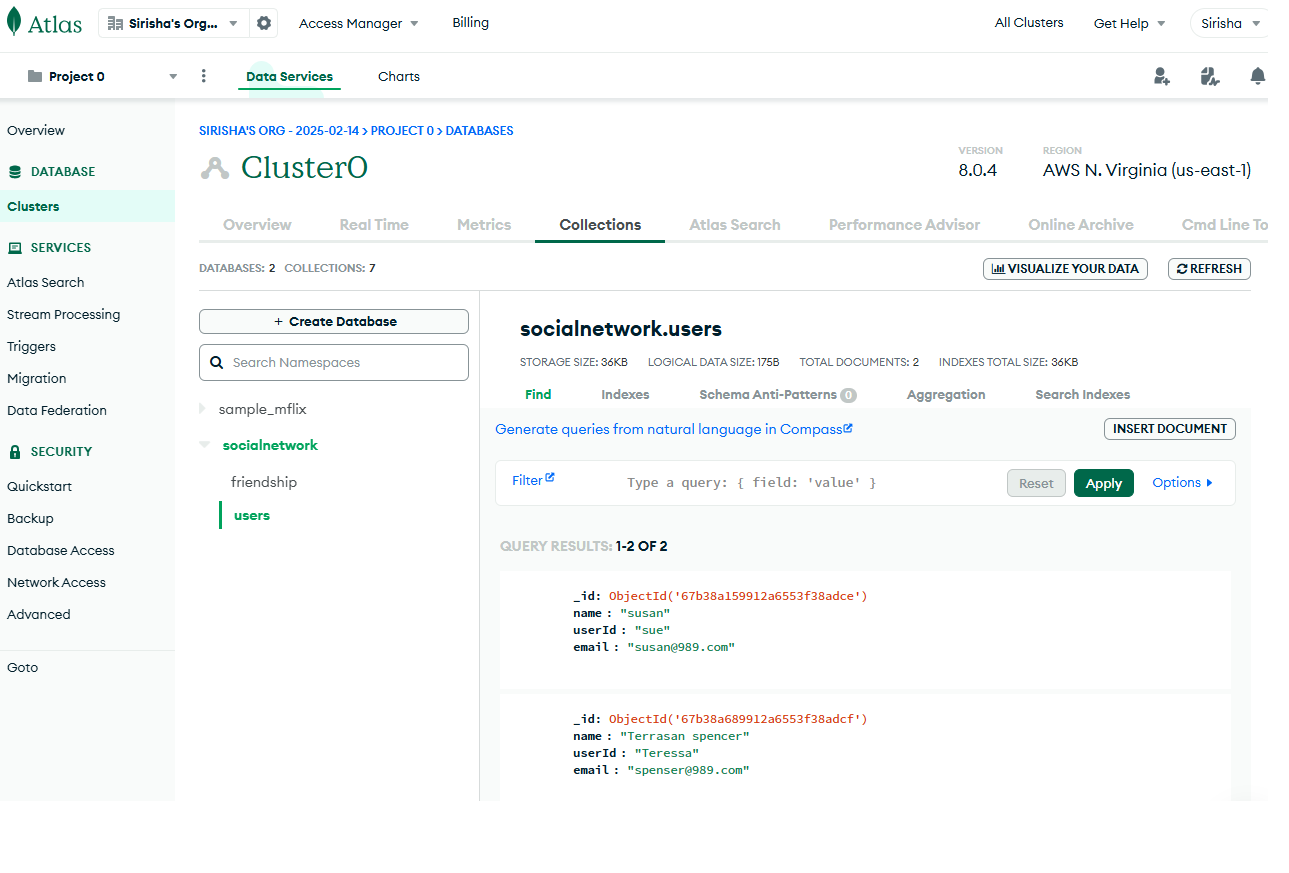 Atlas Sirisha's Org... Access Manager Billing All Clusters Get Help Sirisha
Project 0 Data Services Charts
Overview
DATABASE
Clusters
SERVICES
Atlas Search
Stream Processing
Triggers
Migration
Data Federation
SECURITY
Quickstart
Backup
Database Access
Network Access
Advanced
Goto
SIRISHA'S ORG - 2025-02-14 > PROJECT 0 > DATABASES
Cluster0
VERSION
8.0.4
REGION
AWS N. Virginia (us-east-1)
Overview Real Time Metrics Collections Atlas Search Performance Advisor Online Archive Cmd Line To
DATABASES: 2 COLLECTIONS: 7 VISUALIZE YOUR DATA REFRESH
+ Create Database
Search Namespaces
sample_mflix
socialnetwork
friendship
users
socialnetwork.users
STORAGE SIZE: 36KB LOGICAL DATA SIZE: 175B TOTAL DOCUMENTS: 2 INDEXES TOTAL SIZE: 36KB
Find Indexes Schema Anti-Patterns 0 Aggregation Search Indexes
Generate queries from natural language in Compass INSERT DOCUMENT
Filter Type a query: { field: 'value' } Reset Apply Options
QUERY RESULTS: 1-2 OF 2
_id: ObjectId('67b38a159912a6553f38adce')
name : "susan"
userId : "sue"
email : "susan@989.com"
_id: ObjectId('67b38a689912a6553f38adcf')
name : "Terrasan spencer"
userId : "Teressa"
email : "spenser@989.com"